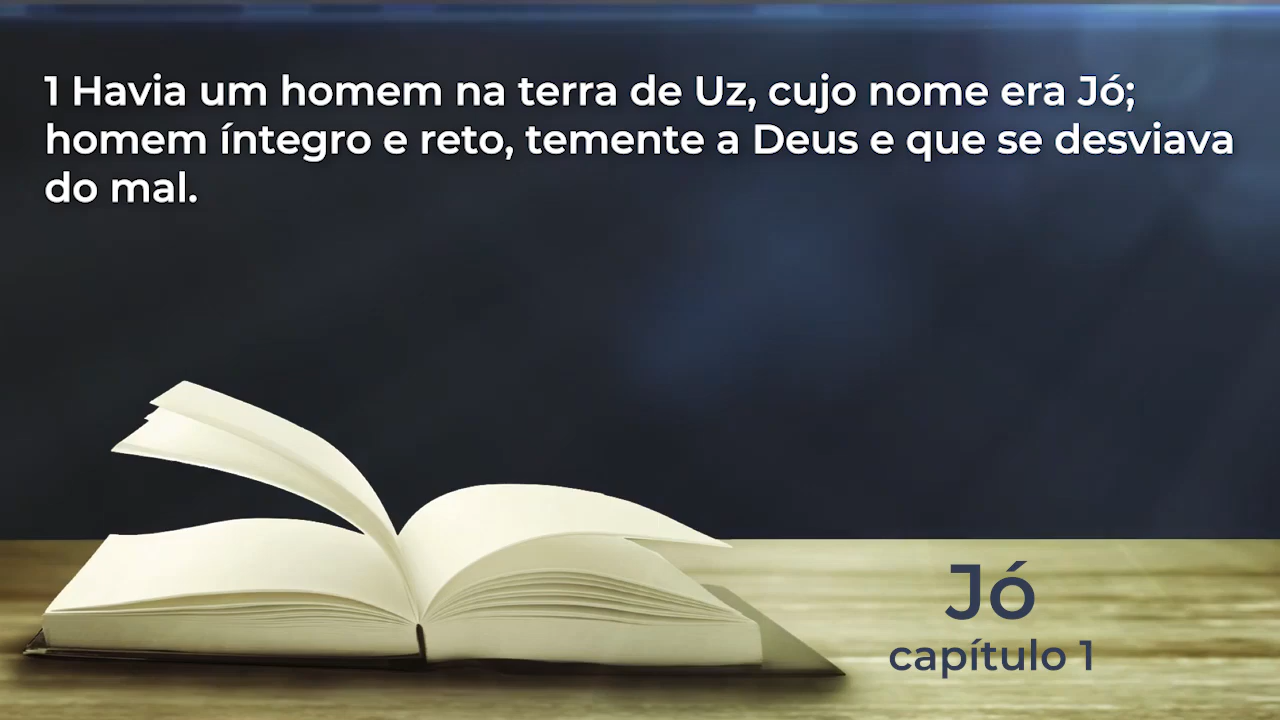 1 Havia um homem na terra de Uz, cujo nome era Jó;
homem íntegro e reto, temente a Deus e que se desviava
do mal.
Jó
capítulo 1